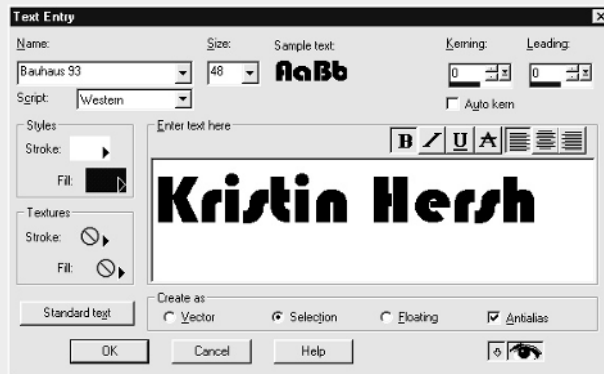 Text Entry
Name: Size: Sample text: Kerning: Leading:
Bauhaus 93 48 AaBb 0 0
Script: Western Auto kern
Styles Enter text here
Stroke: B I U A
Fill:
Kristin Hersh
Textures
Stroke:
Fill:
Standard text Create as
Vector Selection Floating Antialias
OK Cancel Help